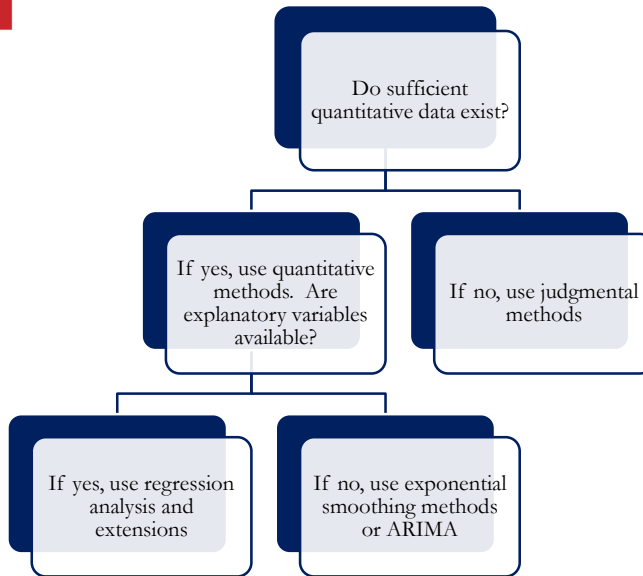 Do sufficient
quantitative data exist?
If yes, use quantitative
methods.  Are
explanatory variables
available?
If no, use judgmental
methods
If yes, use regression
analysis and
extensions
If no, use exponential
smoothing methods
or ARIMA